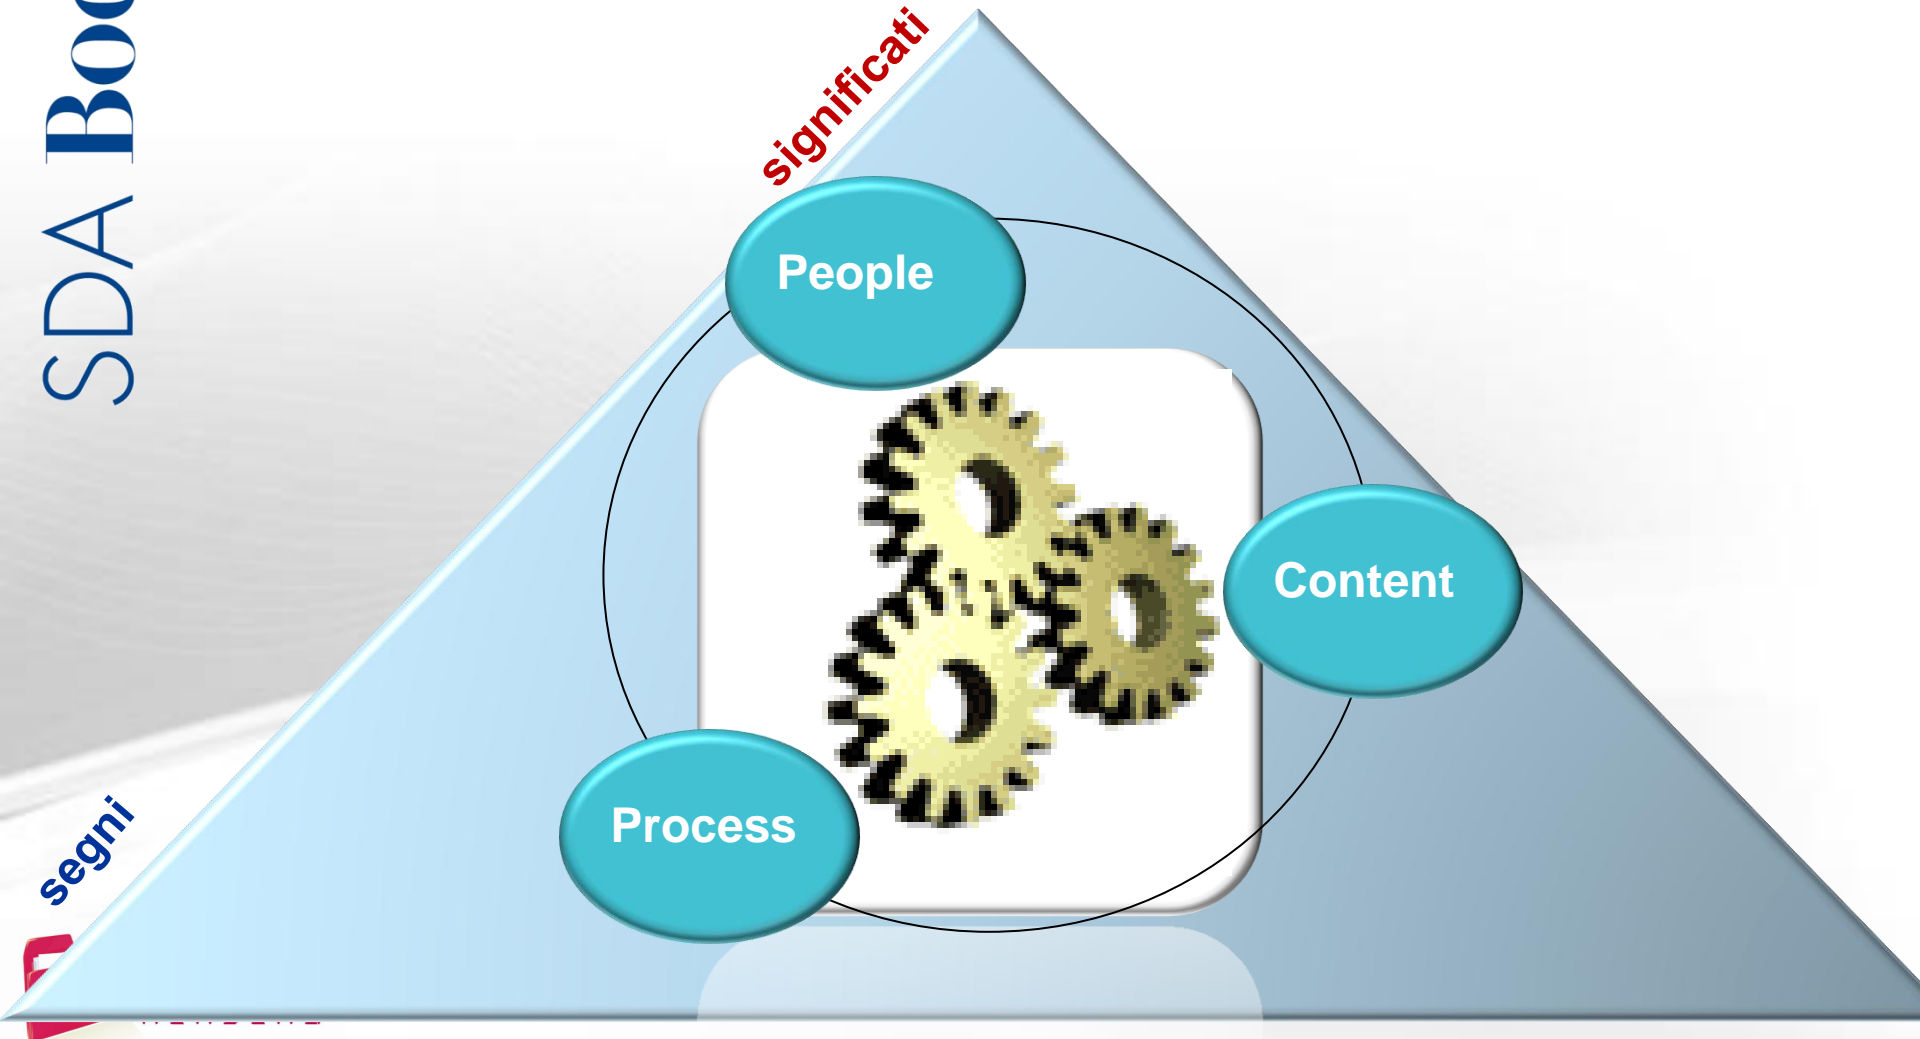 significati
SDA Boc
People
Content
Process
segni